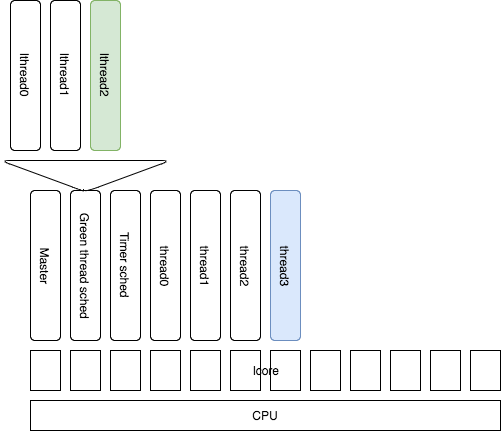 lthread0
lthread1
lthread2
Master
Green thread sched
Timer sched
thread0
thread1
thread2
thread3
lcore
CPU